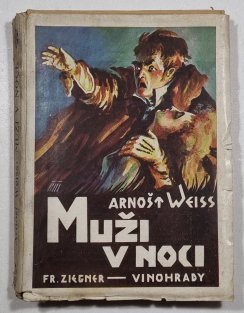 ARNOŠT WEISS
MUŽI
V NOCI
FR. ZIEGNER — VINOHRADY